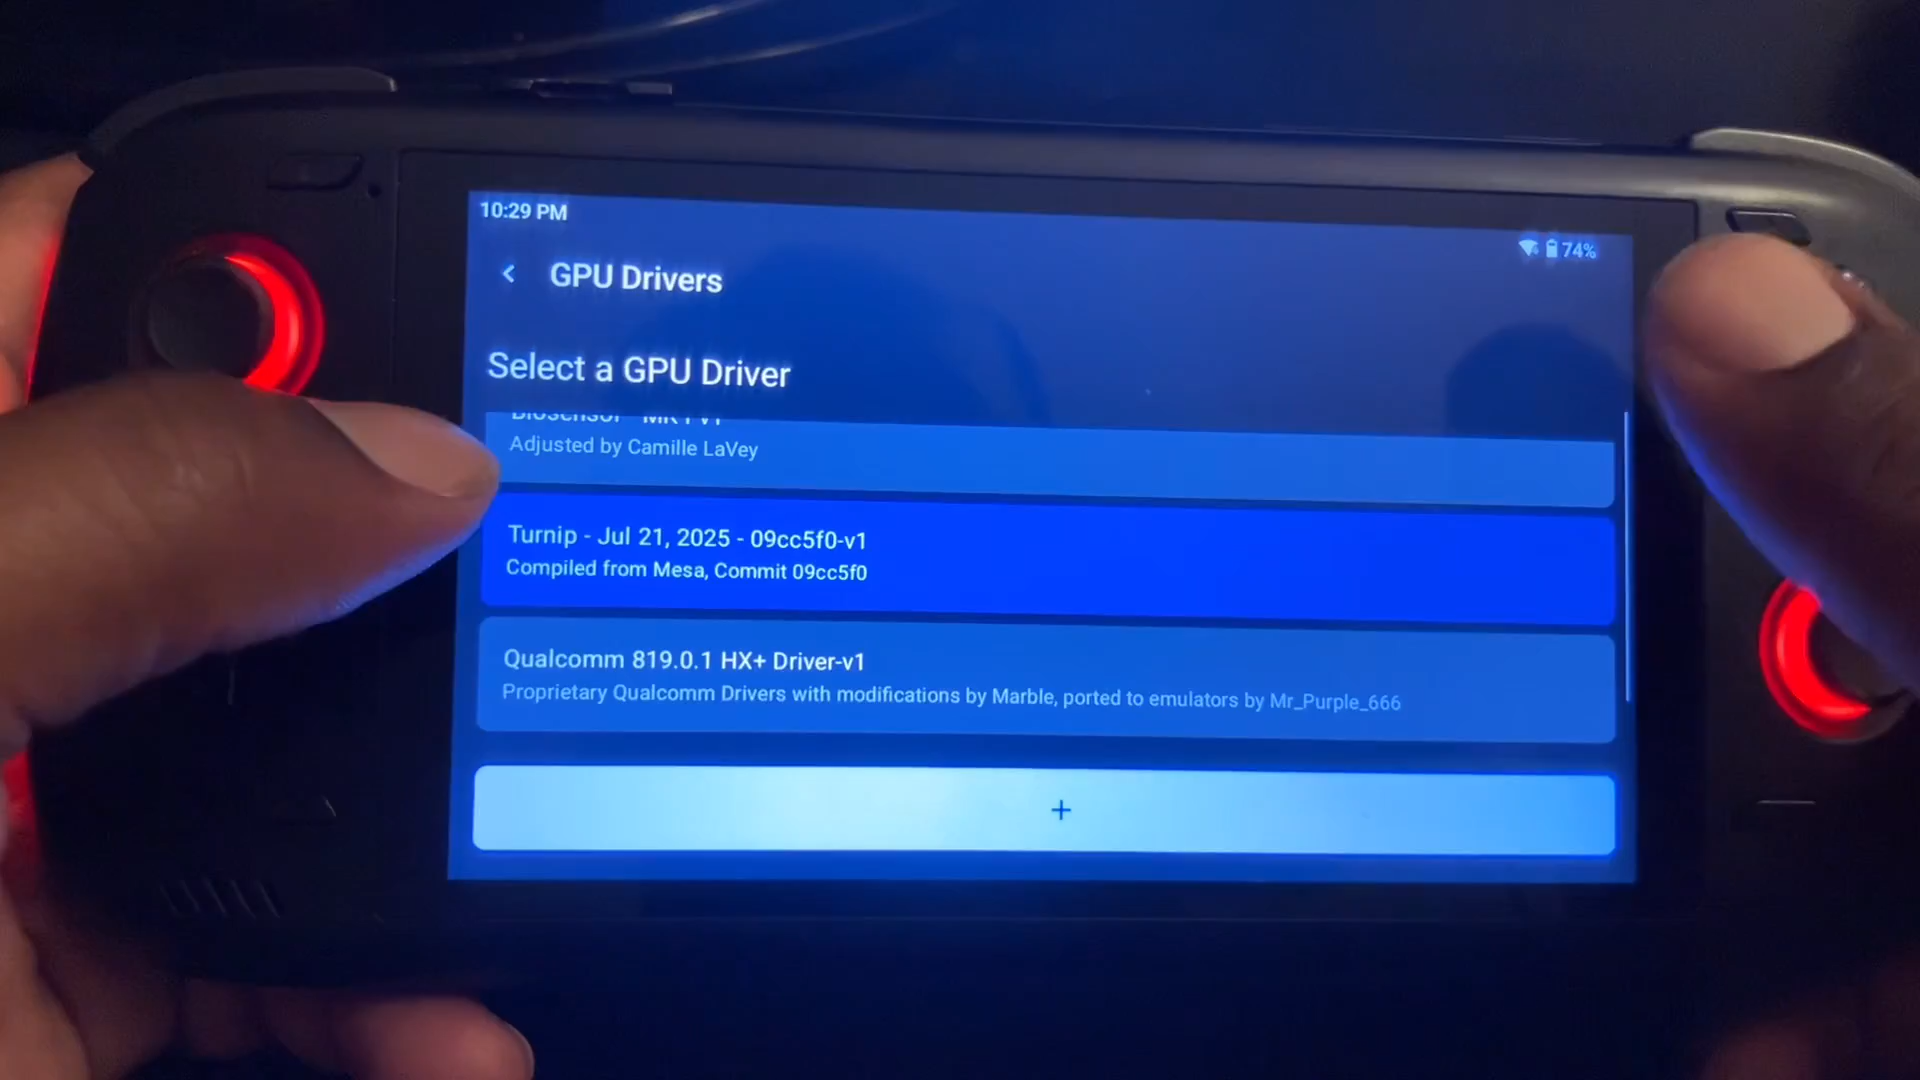 10:29 PM
74%
GPU Drivers
Select a GPU Driver
Adjusted by Camille LaVey
Turnip - Jul 21, 2025 - 09cc5f0-v1
Compiled from Mesa, Commit 09cc5f0
Qualcomm 819.0.1 HX+ Driver-v1
Proprietary Qualcomm Drivers with modifications by Marble, ported to emulators by Mr_Purple_666
+